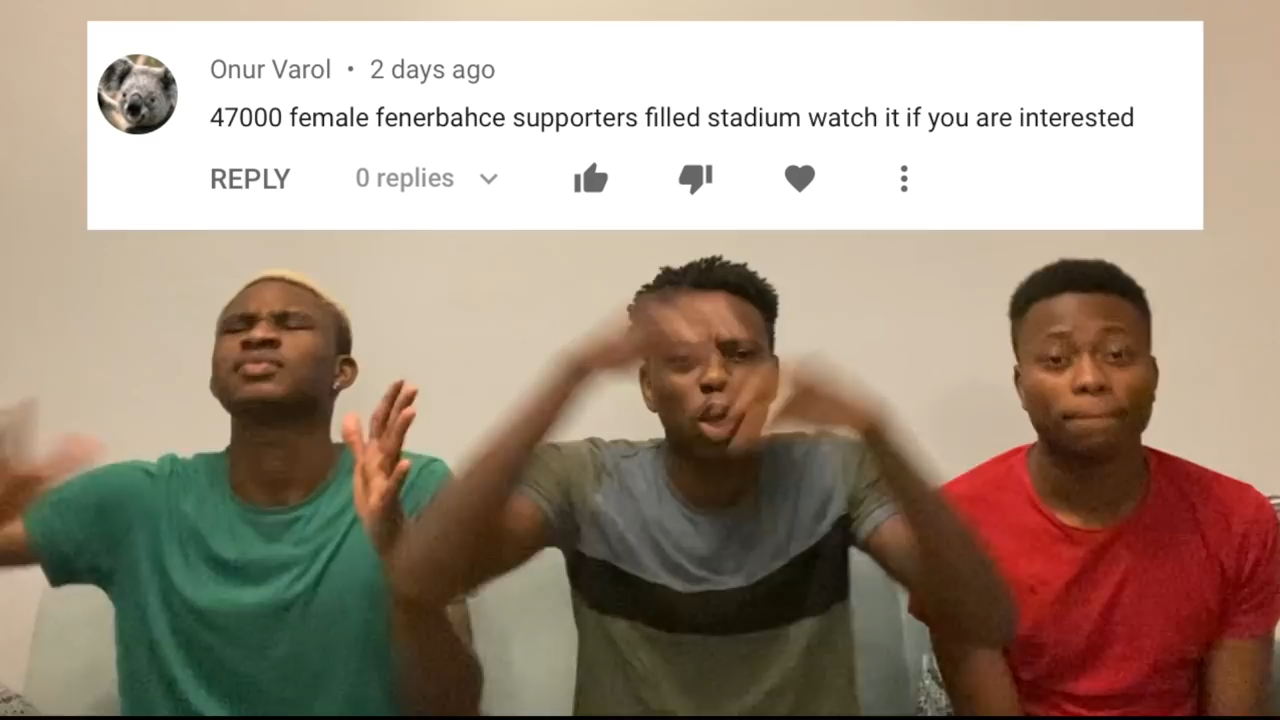 Onur Varol • 2 days ago
47000 female fenerbahce supporters filled stadium watch it if you are interested
REPLY 0 replies